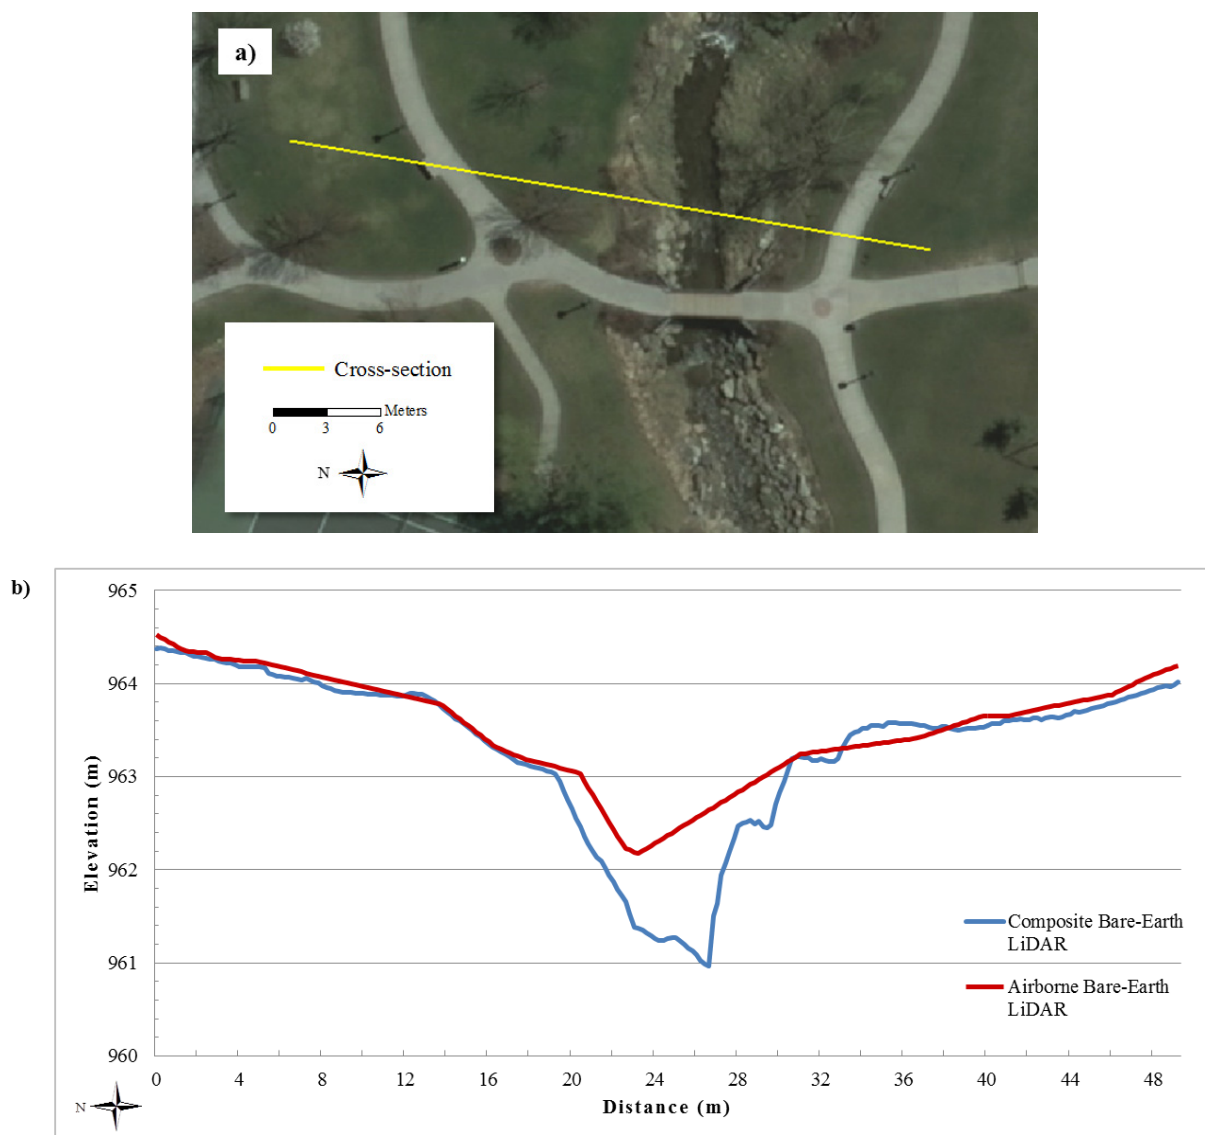 a)
Cross-section
Meters
0 3 6
N
b)
965
964
963
962
961
960
Elevation (m)
Composite Bare-Earth
LiDAR
Airborne Bare-Earth
LiDAR
0 4 8 12 16 20 24 28 32 36 40 44 48
Distance (m)
N